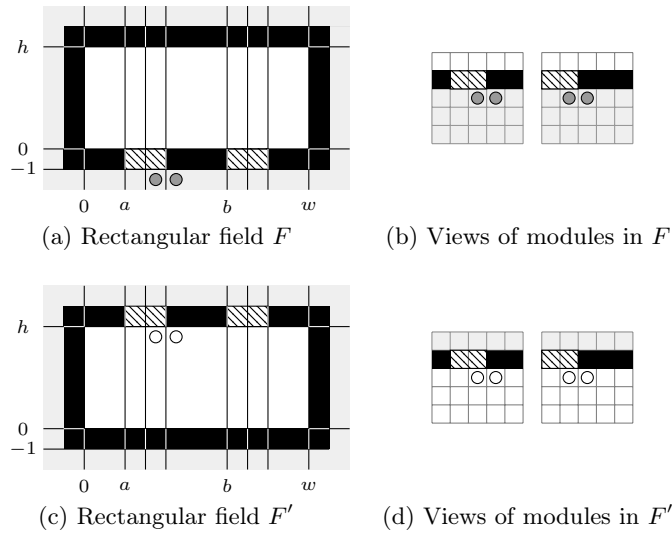 h
0
−1
0 a b w
(a) Rectangular field F
(b) Views of modules in F
h
0
−1
0 a b w
(c) Rectangular field F′
(d) Views of modules in F′